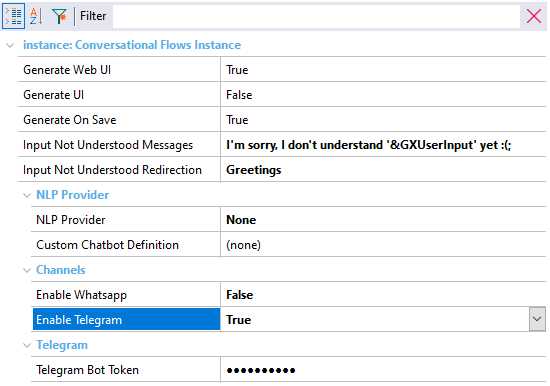 Filter
instance: Conversational Flows Instance
Generate Web UI True
Generate UI False
Generate On Save True
Input Not Understood Messages I'm sorry, I don't understand '&GXUserInput' yet :(;
Input Not Understood Redirection Greetings
NLP Provider
NLP Provider None
Custom Chatbot Definition (none)
Channels
Enable Whatsapp False
Enable Telegram True
Telegram
Telegram Bot Token ●●●●●●●●●●